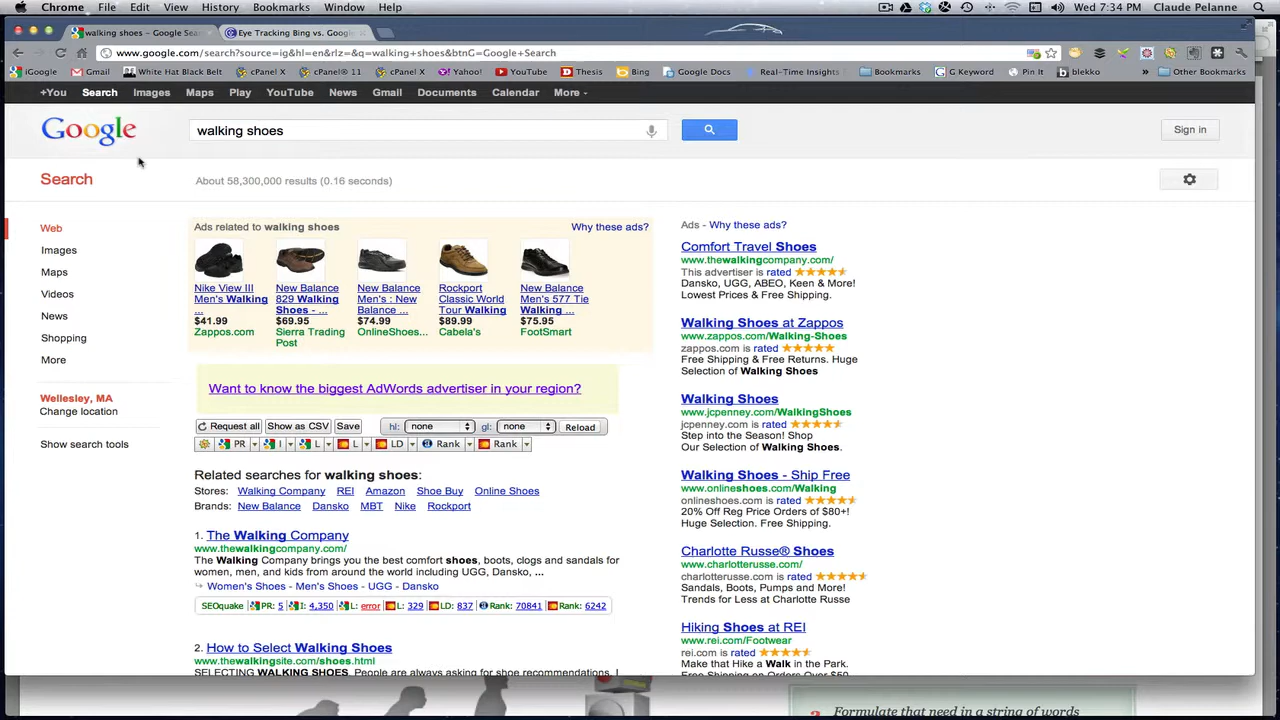 Chrome File Edit View History Bookmarks Window Help Wed 7:34 PM Claude Pelanne
walking shoes – Google Sea Eye Tracking Bing vs. Googl
www.google.com/search?source=ig&hl=en&rlz=&q=walking+shoes&btnG=Google+Search
iGoogle Gmail White Hat Black Belt cPanel X cPanel® 11 cPanel X Yahoo! YouTube Thesis Bing Google Docs Real-Time Insights Bookmarks G Keyword Pin It blekko » Other Bookmarks
+You Search Images Maps Play YouTube News Gmail Documents Calendar More
Google walking shoes Sign in
Search About 58,300,000 results (0.16 seconds)
Web
Images
Maps
Videos
News
Shopping
More
Wellesley, MA
Change location
Show search tools
Ads related to walking shoes Why these ads?
Nike View III
Men's Walking
...
$41.99
Zappos.com
New Balance
829 Walking
Shoes - ...
$69.95
Sierra Trading
Post
New Balance
Men's : New
Balance ...
$74.99
OnlineShoes...
Rockport
Classic World
Tour Walking
$89.99
Cabela's
New Balance
Men's 577 Tie
Walking ...
$75.95
FootSmart
Want to know the biggest AdWords advertiser in your region?
Request all Show as CSV Save hl: none gl: none Reload
PR I L L LD Rank Rank
Related searches for walking shoes:
Stores: Walking Company REI Amazon Shoe Buy Online Shoes
Brands: New Balance Dansko MBT Nike Rockport
1. The Walking Company
www.thewalkingcompany.com/
The Walking Company brings you the best comfort shoes, boots, clogs and sandals for
women, men, and kids from around the world including UGG, Dansko, ...
Women's Shoes - Men's Shoes - UGG - Dansko
SEOquake PR: 5 I: 4,350 L: error L: 329 LD: 837 Rank: 70841 Rank: 6242
2. How to Select Walking Shoes
www.thewalkingsite.com/shoes.html
SELECTING WALKING SHOES. People are always asking for shoe recommendations. I
Ads - Why these ads?
Comfort Travel Shoes
www.thewalkingcompany.com/
This advertiser is rated
Dansko, UGG, ABEO, Keen & More!
Lowest Prices & Free Shipping.
Walking Shoes at Zappos
www.zappos.com/Walking-Shoes
zappos.com is rated
Free Shipping & Free Returns. Huge
Selection of Walking Shoes
Walking Shoes
www.jcpenney.com/WalkingShoes
jcpenney.com is rated
Step into the Season! Shop
Our Selection of Walking Shoes.
Walking Shoes - Ship Free
www.onlineshoes.com/Walking
onlineshoes.com is rated
20% Off Reg Price Orders of $80+!
Huge Selection. Free Shipping.
Charlotte Russe® Shoes
www.charlotterusse.com/
charlotterusse.com is rated
Sandals, Boots, Pumps and More!
Trends for Less at Charlotte Russe
Hiking Shoes at REI
www.rei.com/Footwear
rei.com is rated
Make that Hike a Walk in the Park.
Free Shipping on Orders Over $50
Formulate that need in a string of words